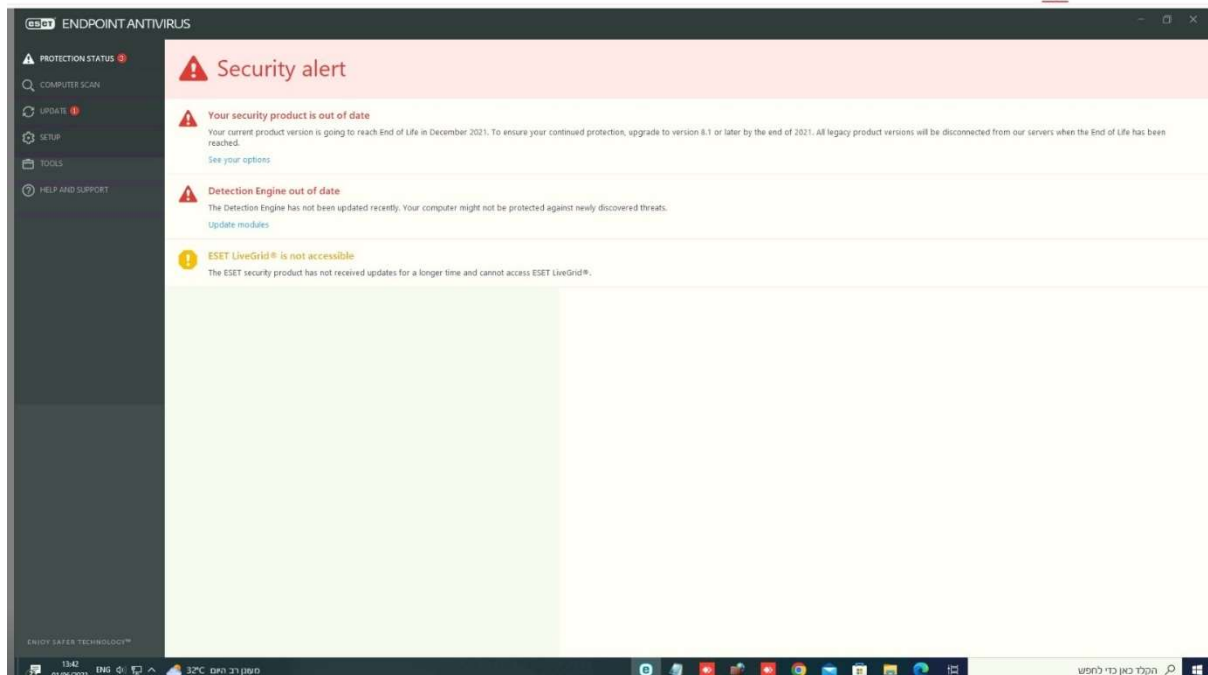 eset ENDPOINT ANTIVIRUS
PROTECTION STATUS 3
COMPUTER SCAN
UPDATE
SETUP
TOOLS
HELP AND SUPPORT
Security alert
Your security product is out of date
Your current product version is going to reach End of Life in December 2021. To ensure your continued protection, upgrade to version 8.1 or later by the end of 2021. All legacy product versions will be disconnected from our servers when the End of Life has been
reached.
See your options
Detection Engine out of date
The Detection Engine has not been updated recently. Your computer might not be protected against newly discovered threats.
Update modules
ESET LiveGrid® is not accessible
The ESET security product has not received updates for a longer time and cannot access ESET LiveGrid®.
ENJOY SAFER TECHNOLOGY™
13:42
ENG
32°C מעונן רב היום
הקלד כאן כדי לחפש